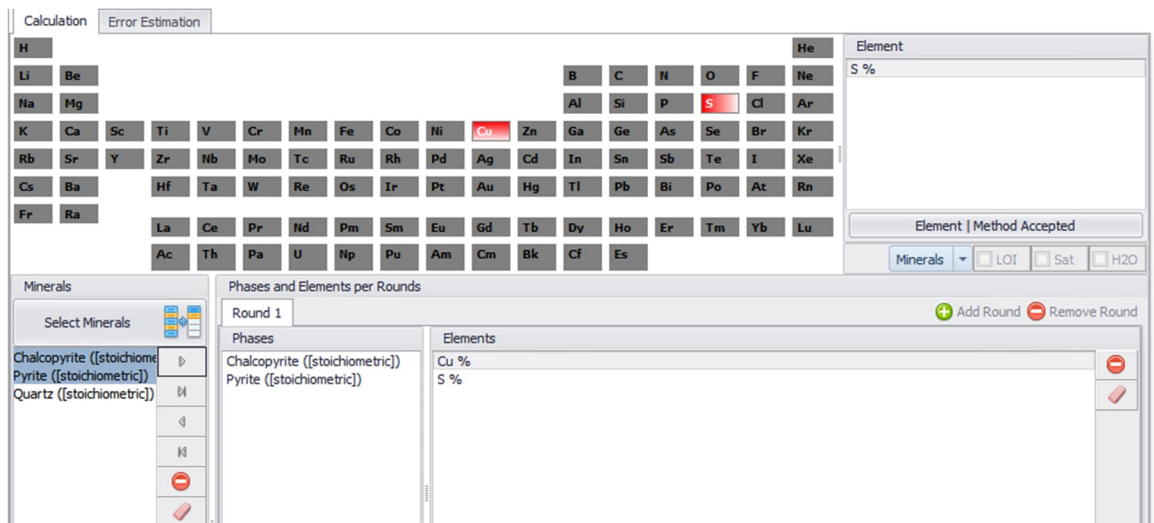 Calculation Error Estimation
H He
Li Be B C N O F Ne
Na Mg Al Si P S Cl Ar
K Ca Sc Ti V Cr Mn Fe Co Ni Cu Zn Ga Ge As Se Br Kr
Rb Sr Y Zr Nb Mo Tc Ru Rh Pd Ag Cd In Sn Sb Te I Xe
Cs Ba Hf Ta W Re Os Ir Pt Au Hg Tl Pb Bi Po At Rn
Fr Ra
La Ce Pr Nd Pm Sm Eu Gd Tb Dy Ho Er Tm Yb Lu
Ac Th Pa U Np Pu Am Cm Bk Cf Es
Element
S %
Element | Method Accepted
Minerals LOI Sat H2O
Minerals
Select Minerals
Chalcopyrite ([stoichiome
Pyrite ([stoichiometric])
Quartz ([stoichiometric])
Phases and Elements per Rounds
Round 1
Add Round Remove Round
Phases
Chalcopyrite ([stoichiometric])
Pyrite ([stoichiometric])
Elements
Cu %
S %